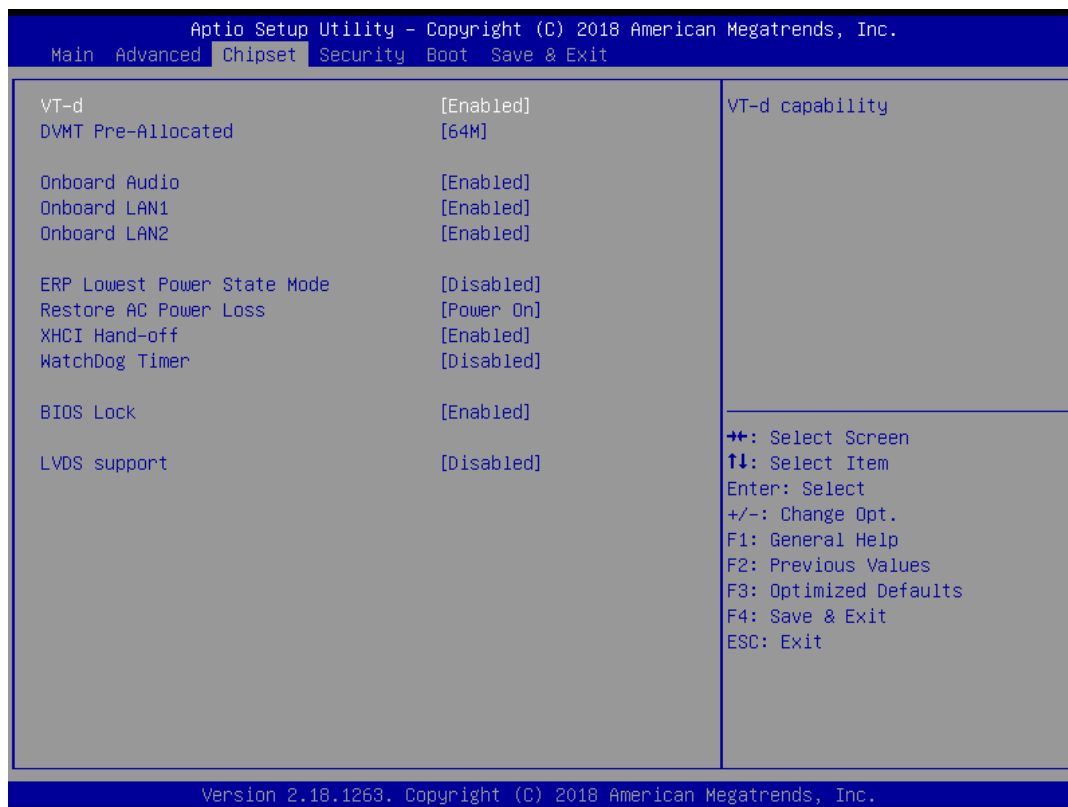 Aptio Setup Utility – Copyright (C) 2018 American Megatrends, Inc.
Main Advanced Chipset Security Boot Save & Exit
VT-d [Enabled]
DVMT Pre-Allocated [64M]
Onboard Audio [Enabled]
Onboard LAN1 [Enabled]
Onboard LAN2 [Enabled]
ERP Lowest Power State Mode [Disabled]
Restore AC Power Loss [Power On]
XHCI Hand-off [Enabled]
WatchDog Timer [Disabled]
BIOS Lock [Enabled]
LVDS support [Disabled]
VT-d capability
→←: Select Screen
↑↓: Select Item
Enter: Select
+/-: Change Opt.
F1: General Help
F2: Previous Values
F3: Optimized Defaults
F4: Save & Exit
ESC: Exit
Version 2.18.1263. Copyright (C) 2018 American Megatrends, Inc.